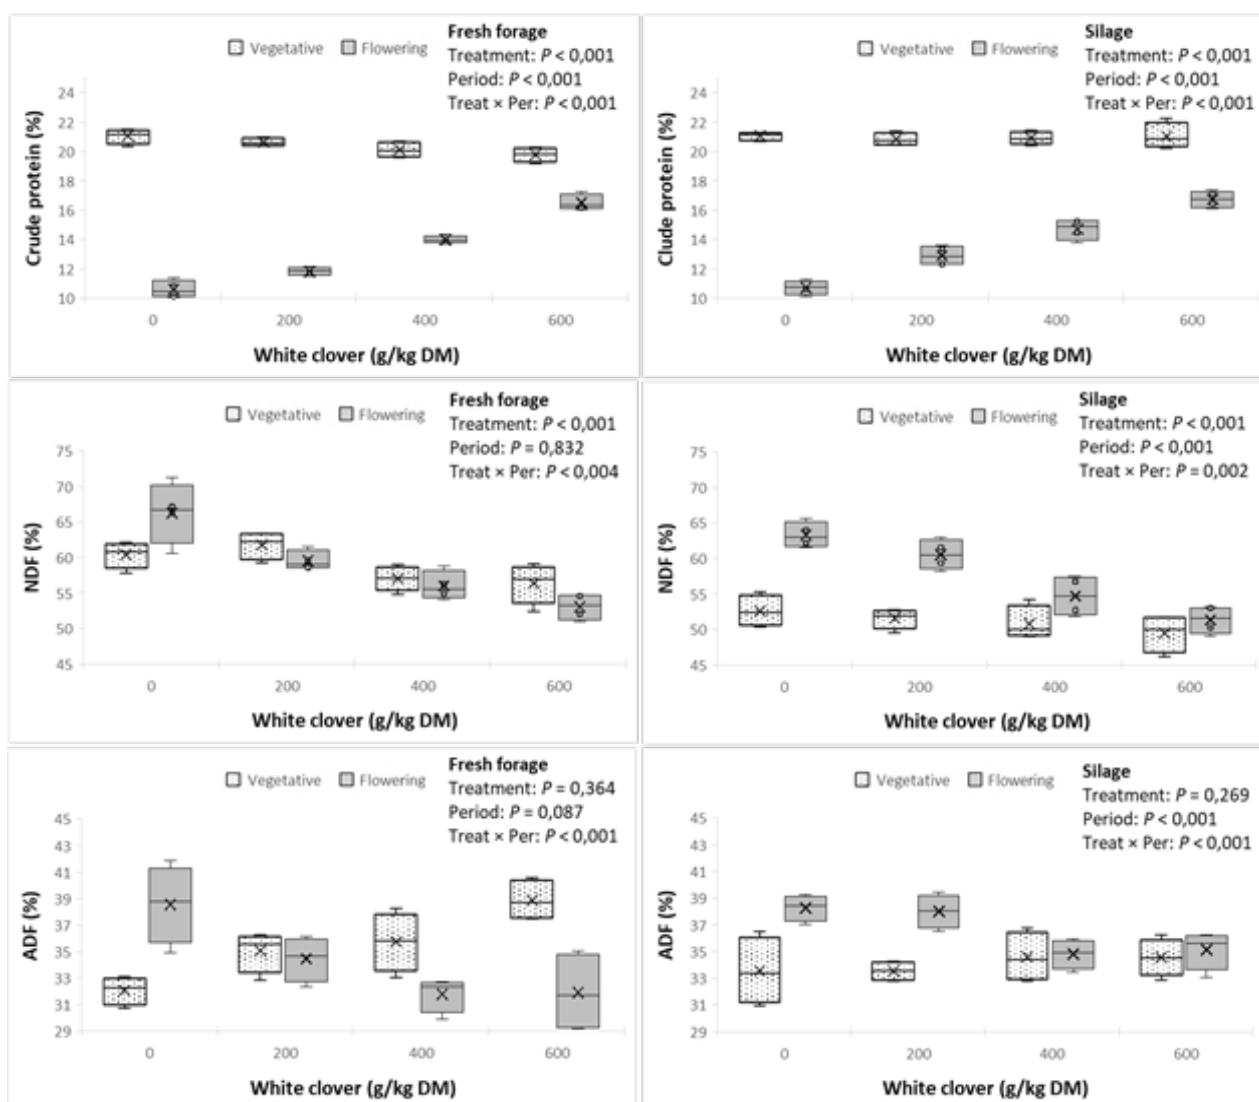 Fresh forage
Vegetative Flowering
Treatment: P < 0,001
Period: P < 0,001
Treat × Per: P < 0,001
24
22
20
18
16
14
12
10
Crude protein (%)
0 200 400 600
White clover (g/kg DM)
Silage
Vegetative Flowering
Treatment: P < 0,001
Period: P < 0,001
Treat × Per: P < 0,001
24
22
20
18
16
14
12
10
Clude protein (%)
0 200 400 600
White clover (g/kg DM)
Fresh forage
Vegetative Flowering
Treatment: P < 0,001
Period: P = 0,832
Treat × Per: P < 0,004
75
70
65
60
55
50
45
NDF (%)
0 200 400 600
White clover (g/kg DM)
Silage
Vegetative Flowering
Treatment: P < 0,001
Period: P < 0,001
Treat × Per: P = 0,002
75
70
65
60
55
50
45
NDF (%)
0 200 400 600
White clover (g/kg DM)
Fresh forage
Vegetative Flowering
Treatment: P = 0,364
Period: P = 0,087
Treat × Per: P < 0,001
45
43
41
39
37
35
33
31
29
ADF (%)
0 200 400 600
White clover (g/kg DM)
Silage
Vegetative Flowering
Treatment: P = 0,269
Period: P < 0,001
Treat × Per: P < 0,001
45
43
41
39
37
35
33
31
29
ADF (%)
0 200 400 600
White clover (g/kg DM)